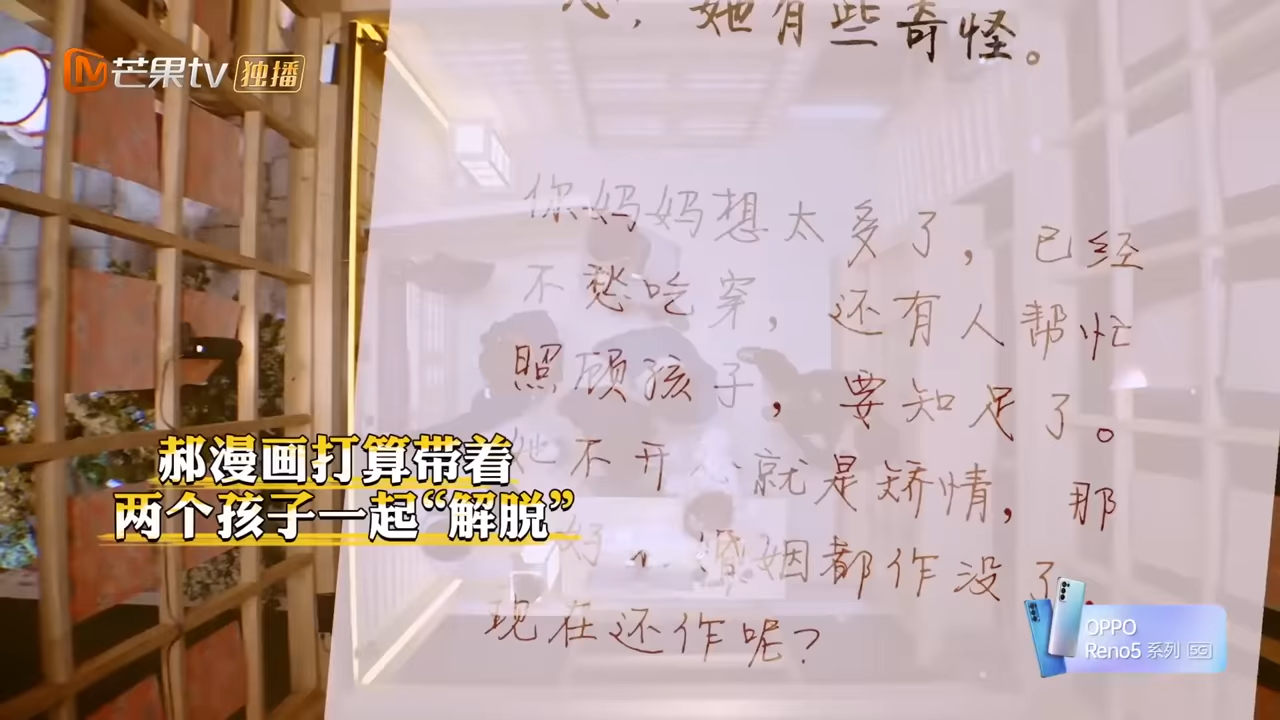 芒果tv 独播
她有些奇怪。
你妈妈想太多了，已经
不愁吃穿，还有人帮忙
照顾孩子，要知足了。
她不开心就是矫情，那
好 婚姻都作没了，
现在还作呢？
郝漫画打算带着
两个孩子一起“解脱”
OPPO
Reno5 系列 5G